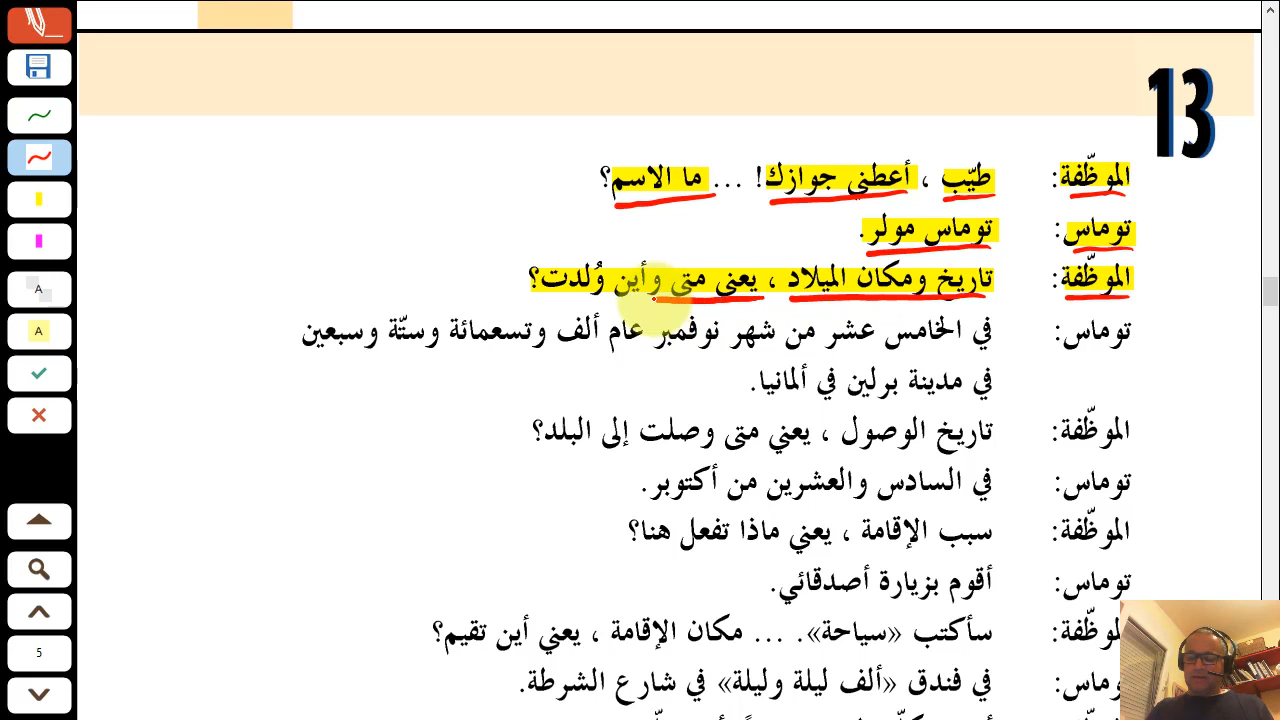 13
الموظّفة: طيّب ، أعطني جوازك! ... ما الاسم؟
توماس: توماس مولر.
الموظّفة: تاريخ ومكان الميلاد ، يعني متى وأين وُلدت؟
توماس: في الخامس عشر من شهر نوفمبر عام ألف وتسعمائة وستّة وسبعين
في مدينة برلين في ألمانيا.
الموظّفة: تاريخ الوصول ، يعني متى وصلت إلى البلد؟
توماس: في السادس والعشرين من أكتوبر.
الموظّفة: سبب الإقامة ، يعني ماذا تفعل هنا؟
توماس: أقوم بزيارة أصدقائي.
سأكتب «سياحة». ... مكان الإقامة ، يعني أين تقيم؟
في فندق «ألف ليلة وليلة» في شارع الشرطة.
A
A
5